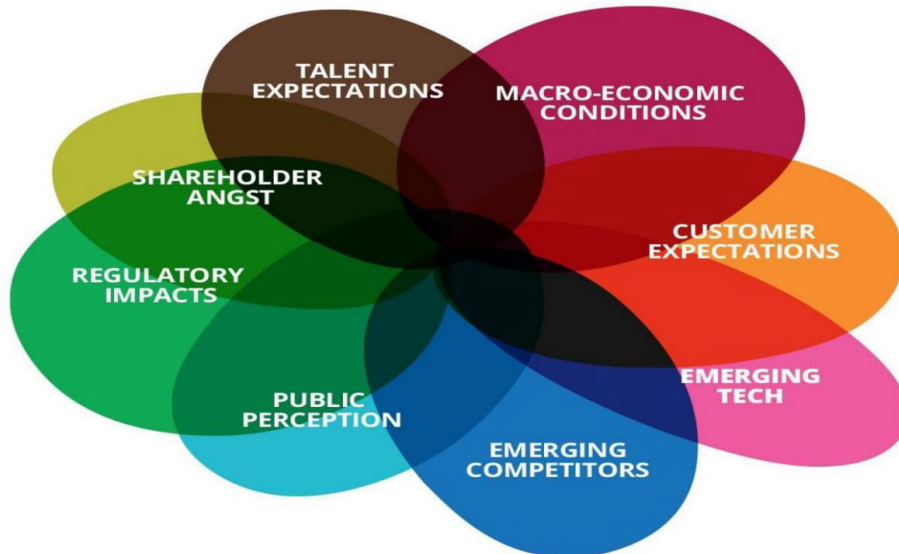 TALENT
EXPECTATIONS
MACRO-ECONOMIC
CONDITIONS
SHAREHOLDER
ANGST
CUSTOMER
EXPECTATIONS
REGULATORY
IMPACTS
EMERGING
TECH
PUBLIC
PERCEPTION
EMERGING
COMPETITORS